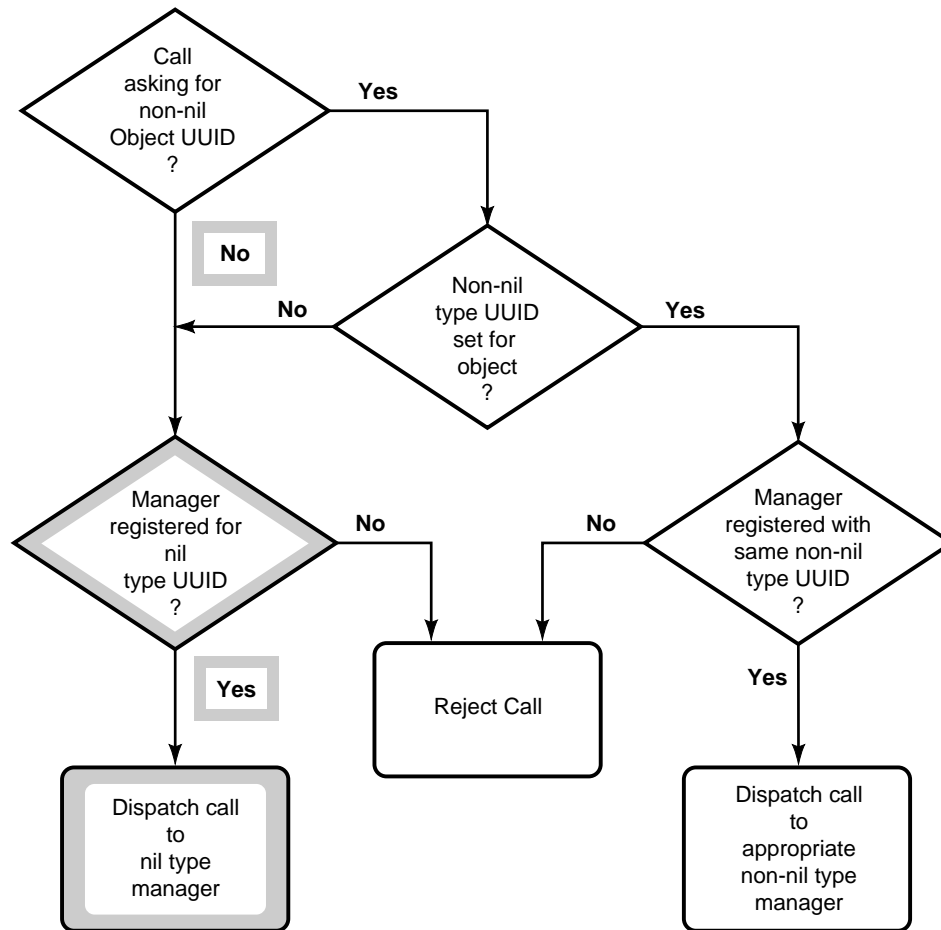 Call
asking for
non-nil
Object UUID
?
Yes
No
Non-nil
type UUID
set for
object
?
No
Yes
Manager
registered for
nil
type UUID
?
No
Manager
registered with
same non-nil
type UUID
?
No
Yes
Reject Call
Yes
Dispatch call
to
nil type
manager
Dispatch call
to
appropriate
non-nil type
manager